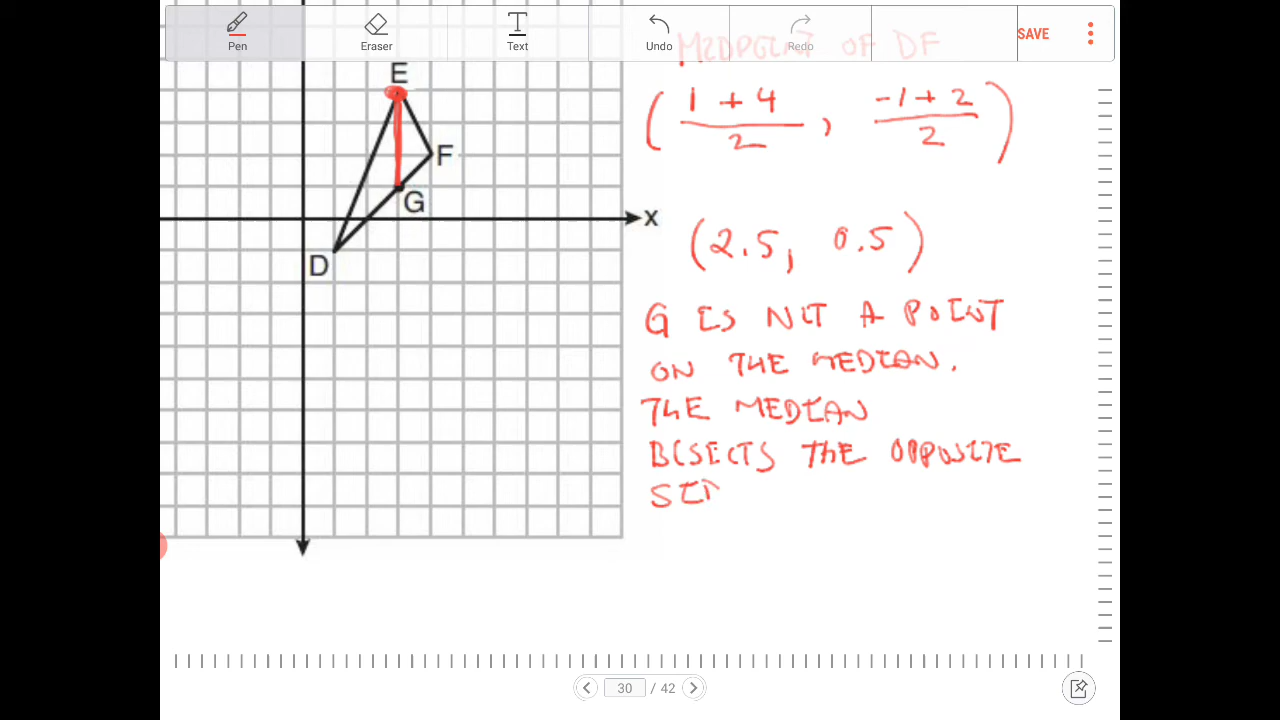 Pen
Eraser
Text
Undo
Redo
SAVE
MIDPOINT OF DF
E
F
G
x
D
( 1 + 4 / 2 , -1 + 2 / 2 )
(2.5, 0.5)
G IS NOT A POINT
ON THE MEDIAN.
THE MEDIAN
BISECTS THE OPPOSITE
SID
30 / 42